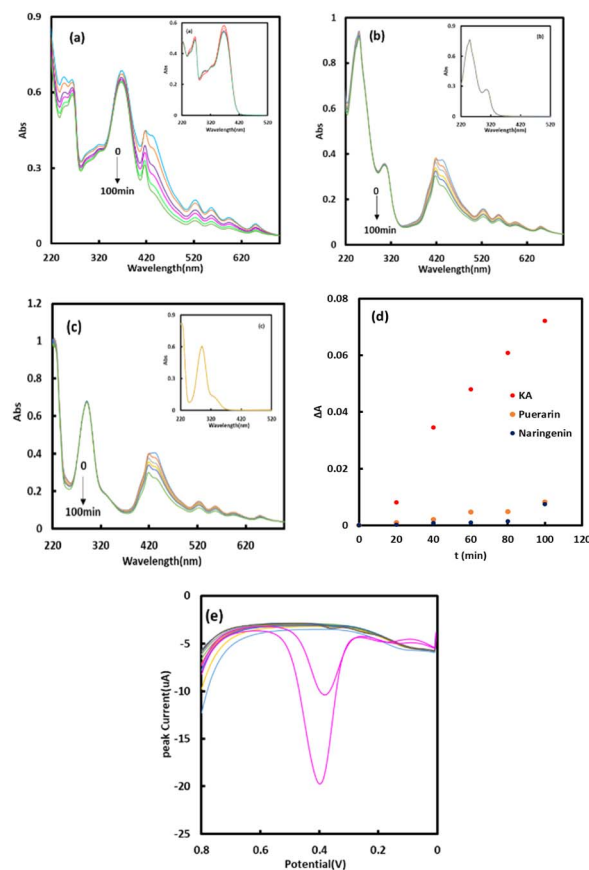 (a)
Abs
0.9
0.6
0.3
0
220 320 420 520 620
Wavelength(nm)
0
100min
(a)
Abs
0.6
0.4
0.2
0
220 320 420 520
Wavelength(nm)
(b)
Abs
1
0.8
0.6
0.4
0.2
0
220 320 420 520 620
Wavelength(nm)
0
100min
(b)
Abs
0.9
0.6
0.3
0
220 320 420 520
Wavelength(nm)
(c)
Abs
1.2
1
0.8
0.6
0.4
0.2
0
220 320 420 520 620
Wavelength(nm)
0
100min
(c)
Abs
0.9
0.6
0.3
0
220 320 420 520
Wavelength(nm)
(d)
ΔA
0.08
0.06
0.04
0.02
0
0 20 40 60 80 100 120
t (min)
KA
Puerarin
Naringenin
(e)
peak Current(uA)
0
-5
-10
-15
-20
-25
0.8 0.6 0.4 0.2 0
Potential(V)